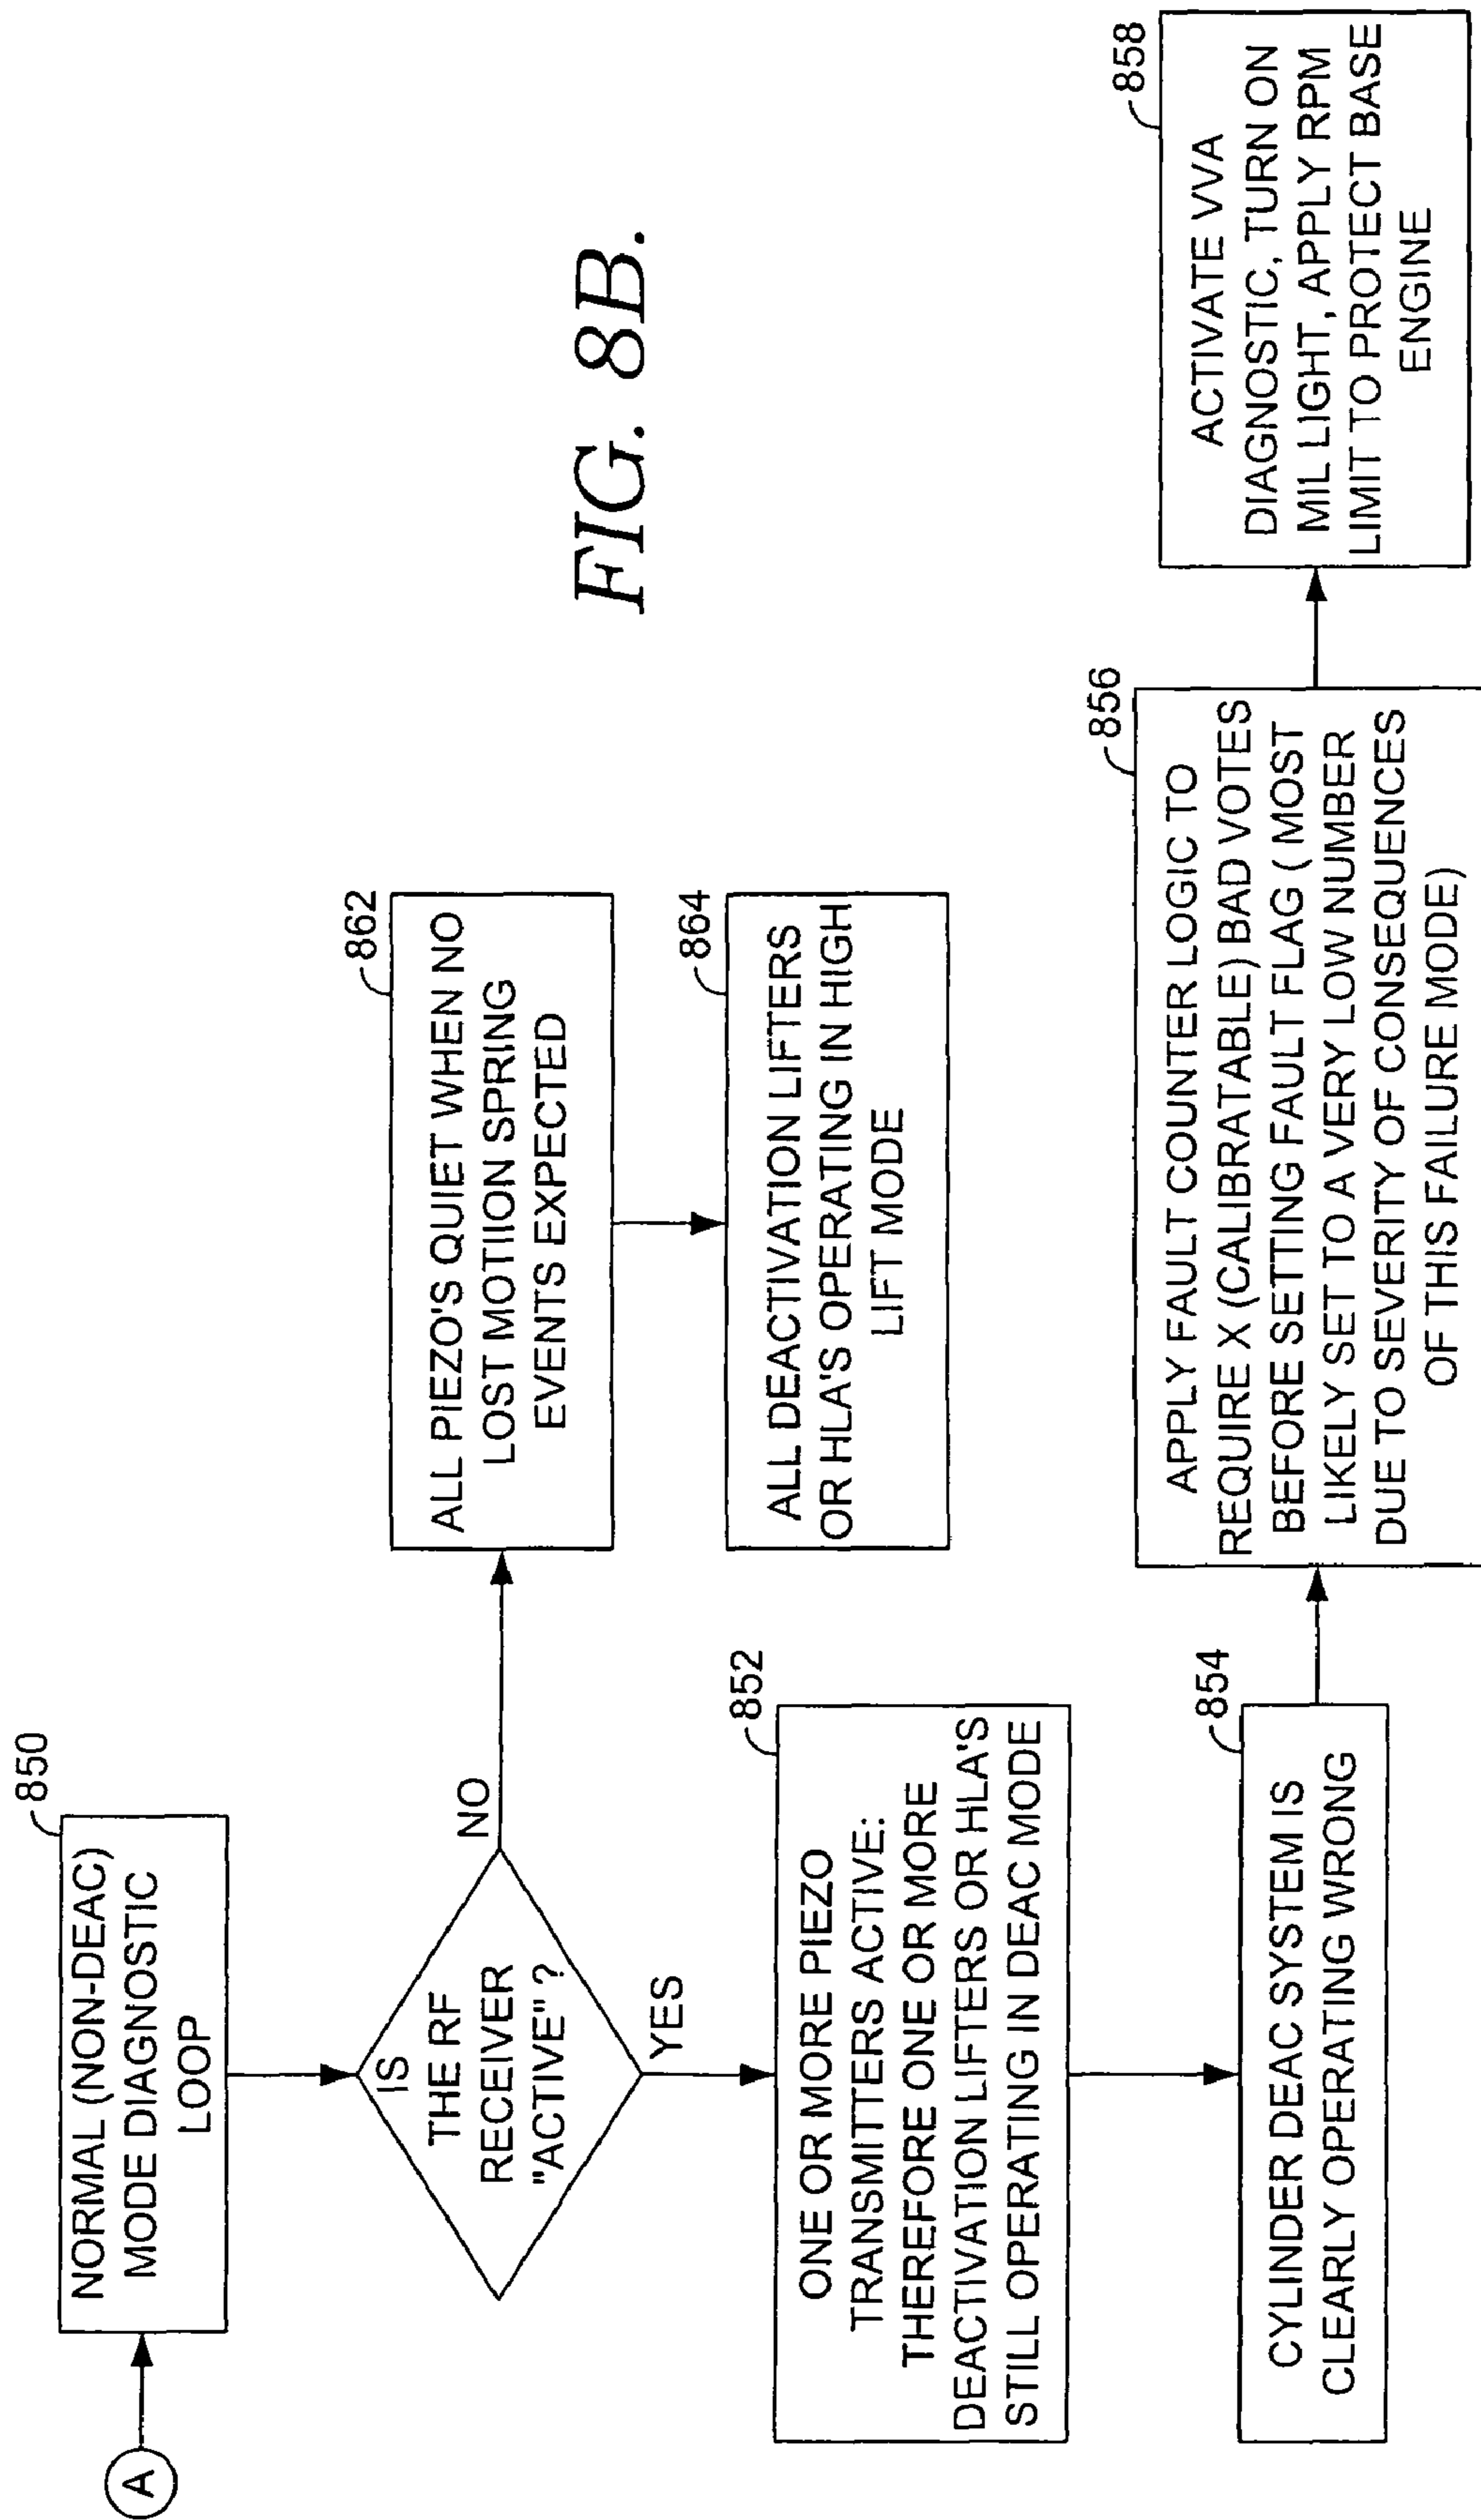 A
850
NORMAL (NON-DEAC)
MODE DIAGNOSTIC
LOOP
IS
THE RF
RECEIVER
"ACTIVE"?
NO
YES
862
ALL PIEZO'S QUIET WHEN NO
LOST MOTIION SPRING
EVENTS EXPECTED
864
ALL DEACTIVATION LIFTERS
OR HLA'S OPERATING IN HIGH
LIFT MODE
852
ONE OR MORE PIEZO
TRANSMITTERS ACTIVE:
THEREFORE ONE OR MORE
DEACTIVATION LIFTERS OR HLA'S
STILL OPERATING IN DEAC MODE
854
CYLINDER DEAC SYSTEM IS
CLEARLY OPERATING WRONG
856
APPLY FAULT COUNTER LOGIC TO
REQUIRE X (CALIBRATABLE) BAD VOTES
BEFORE SETTING FAULT FLAG ( MOST
LIKELY SET TO A VERY LOW NUMBER
DUE TO SEVERITY OF CONSEQUENCES
OF THIS FAILURE MODE)
858
ACTIVATE VVA
DIAGNOSTIC, TURN ON
MIL LIGHT, APPLY RPM
LIMIT TO PROTECT BASE
ENGINE
FIG. 8B.